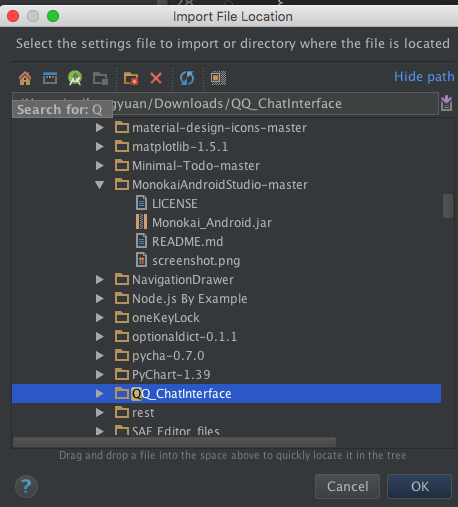 Import File Location
Select the settings file to import or directory where the file is located
Hide path
yuan/Downloads/QQ_ChatInterface
Search for: Q
material-design-icons-master
matplotlib-1.5.1
Minimal-Todo-master
MonokaiAndroidStudio-master
LICENSE
Monokai_Android.jar
README.md
screenshot.png
NavigationDrawer
Node.js By Example
oneKeyLock
optionaldict-0.1.1
pycha-0.7.0
PyChart-1.39
QQ_ChatInterface
rest
SAE Editor files
Drag and drop a file into the space above to quickly locate it in the tree
?
Cancel
OK